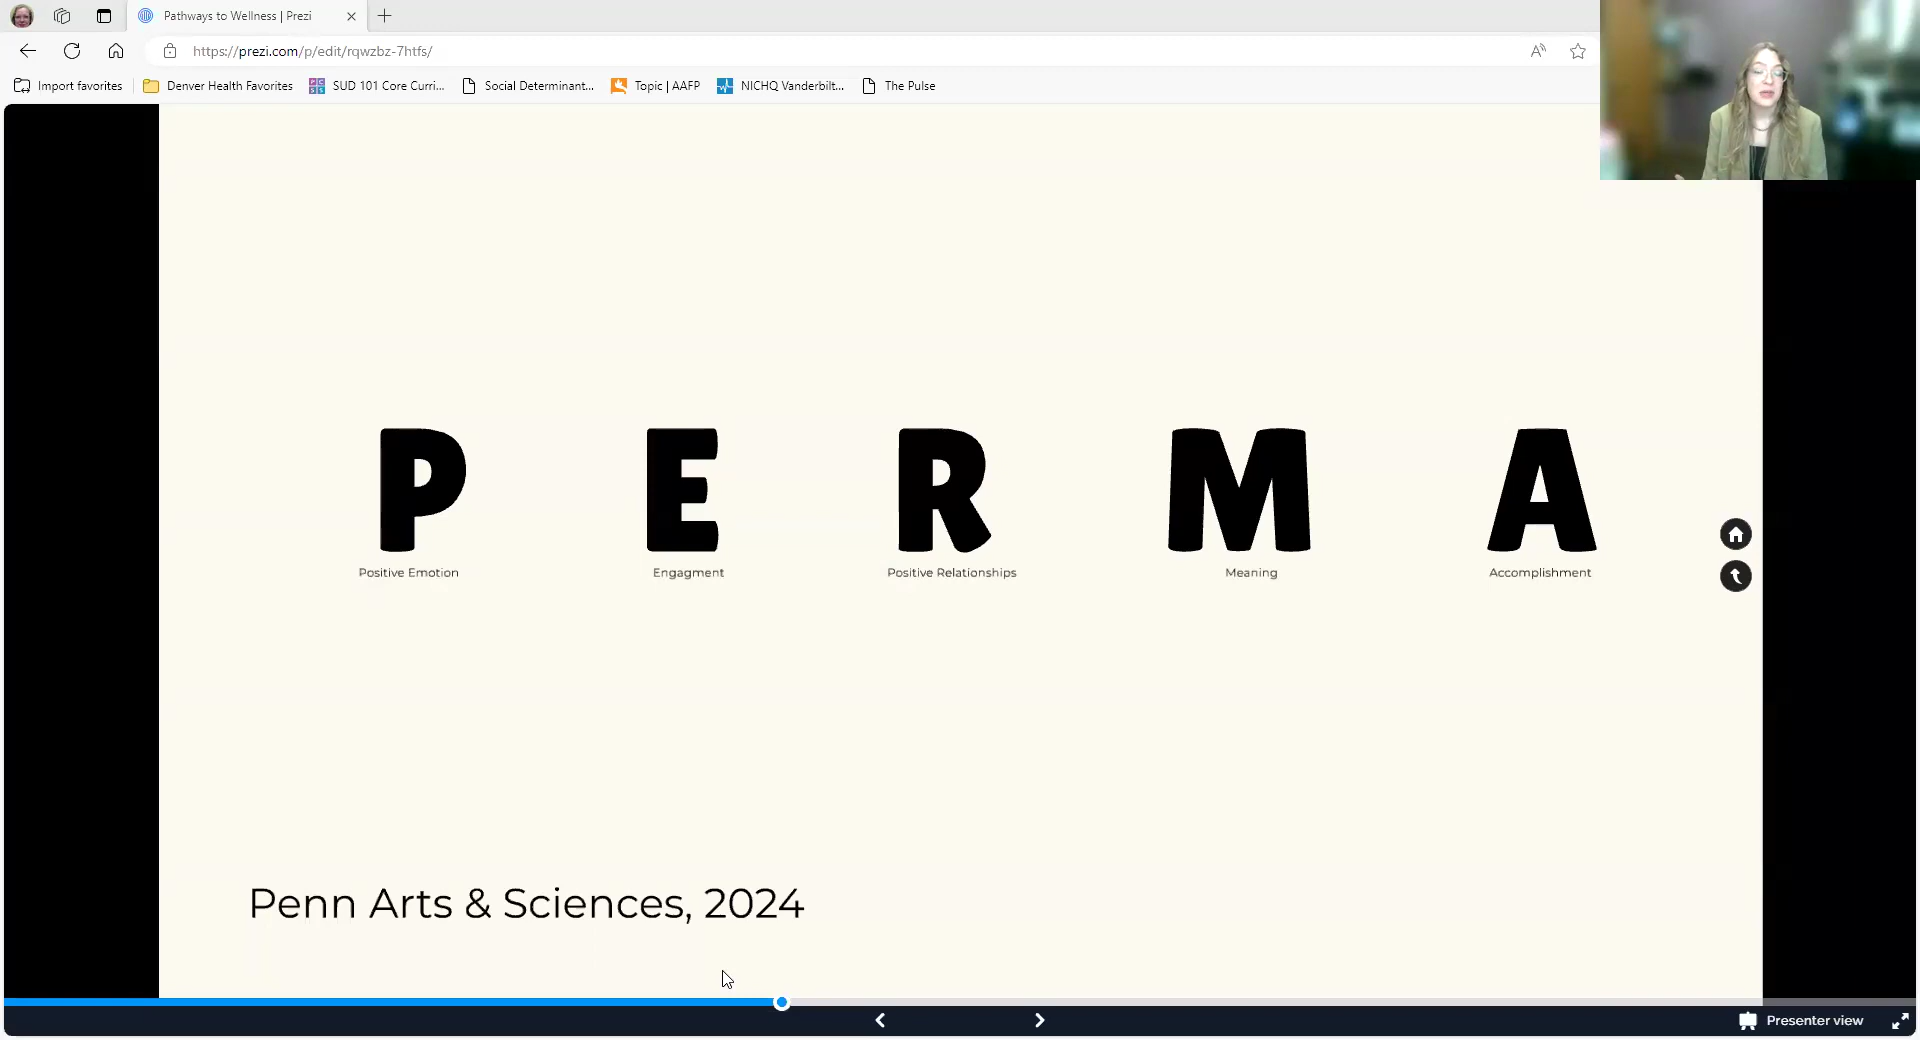 Pathways to Wellness | Prezi
https://prezi.com/p/edit/rqwzbz-7htfs/
Import favorites Denver Health Favorites SUD 101 Core Curri... Social Determinant... Topic | AAFP NICHQ Vanderbilt... The Pulse
P E R M A
Positive Emotion Engagment Positive Relationships Meaning Accomplishment
Penn Arts & Sciences, 2024
Presenter view